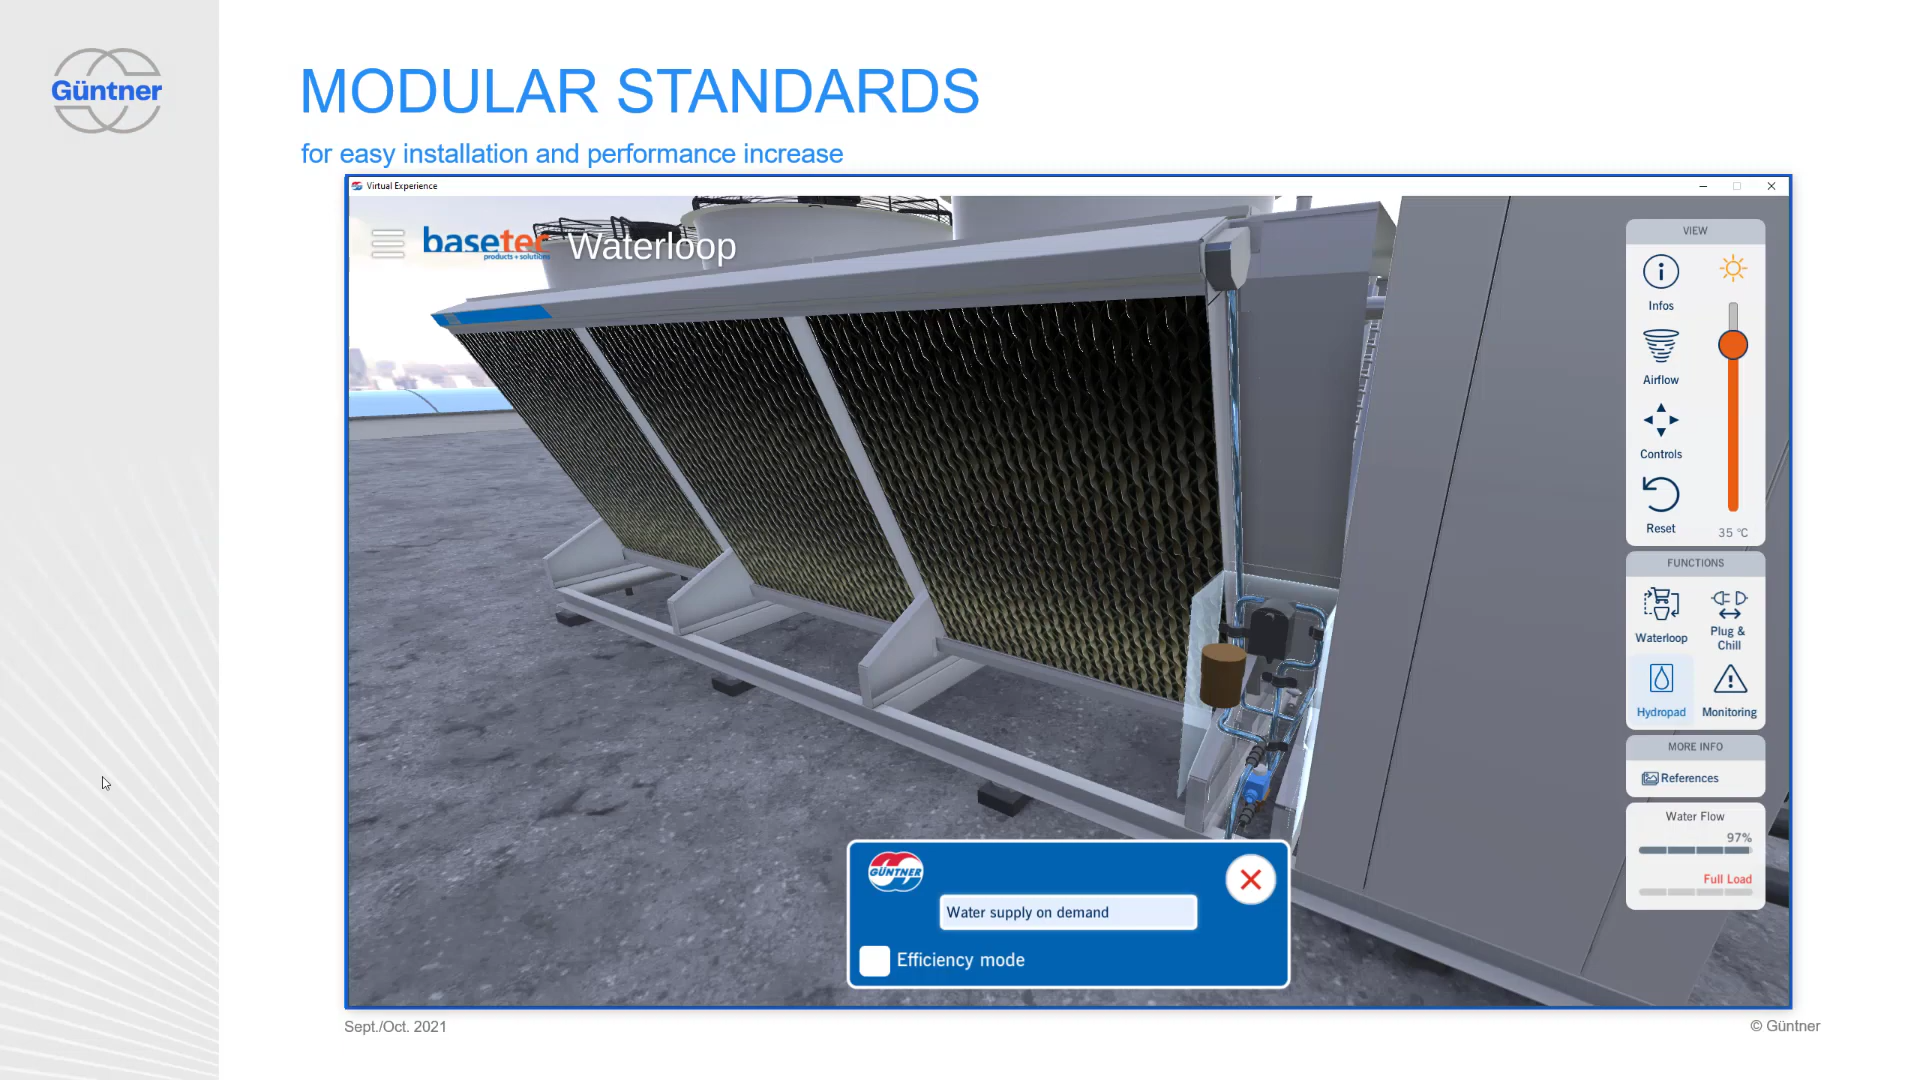 Güntner
MODULAR STANDARDS
for easy installation and performance increase
Virtual Experience
basetec
products + solutions
Waterloop
VIEW
Infos
Airflow
Controls
Reset
35 °C
FUNCTIONS
Waterloop
Plug & Chill
Hydropad
Monitoring
MORE INFO
References
Water Flow
97%
Full Load
GÜNTNER
Water supply on demand
Efficiency mode
Sept./Oct. 2021
© Güntner